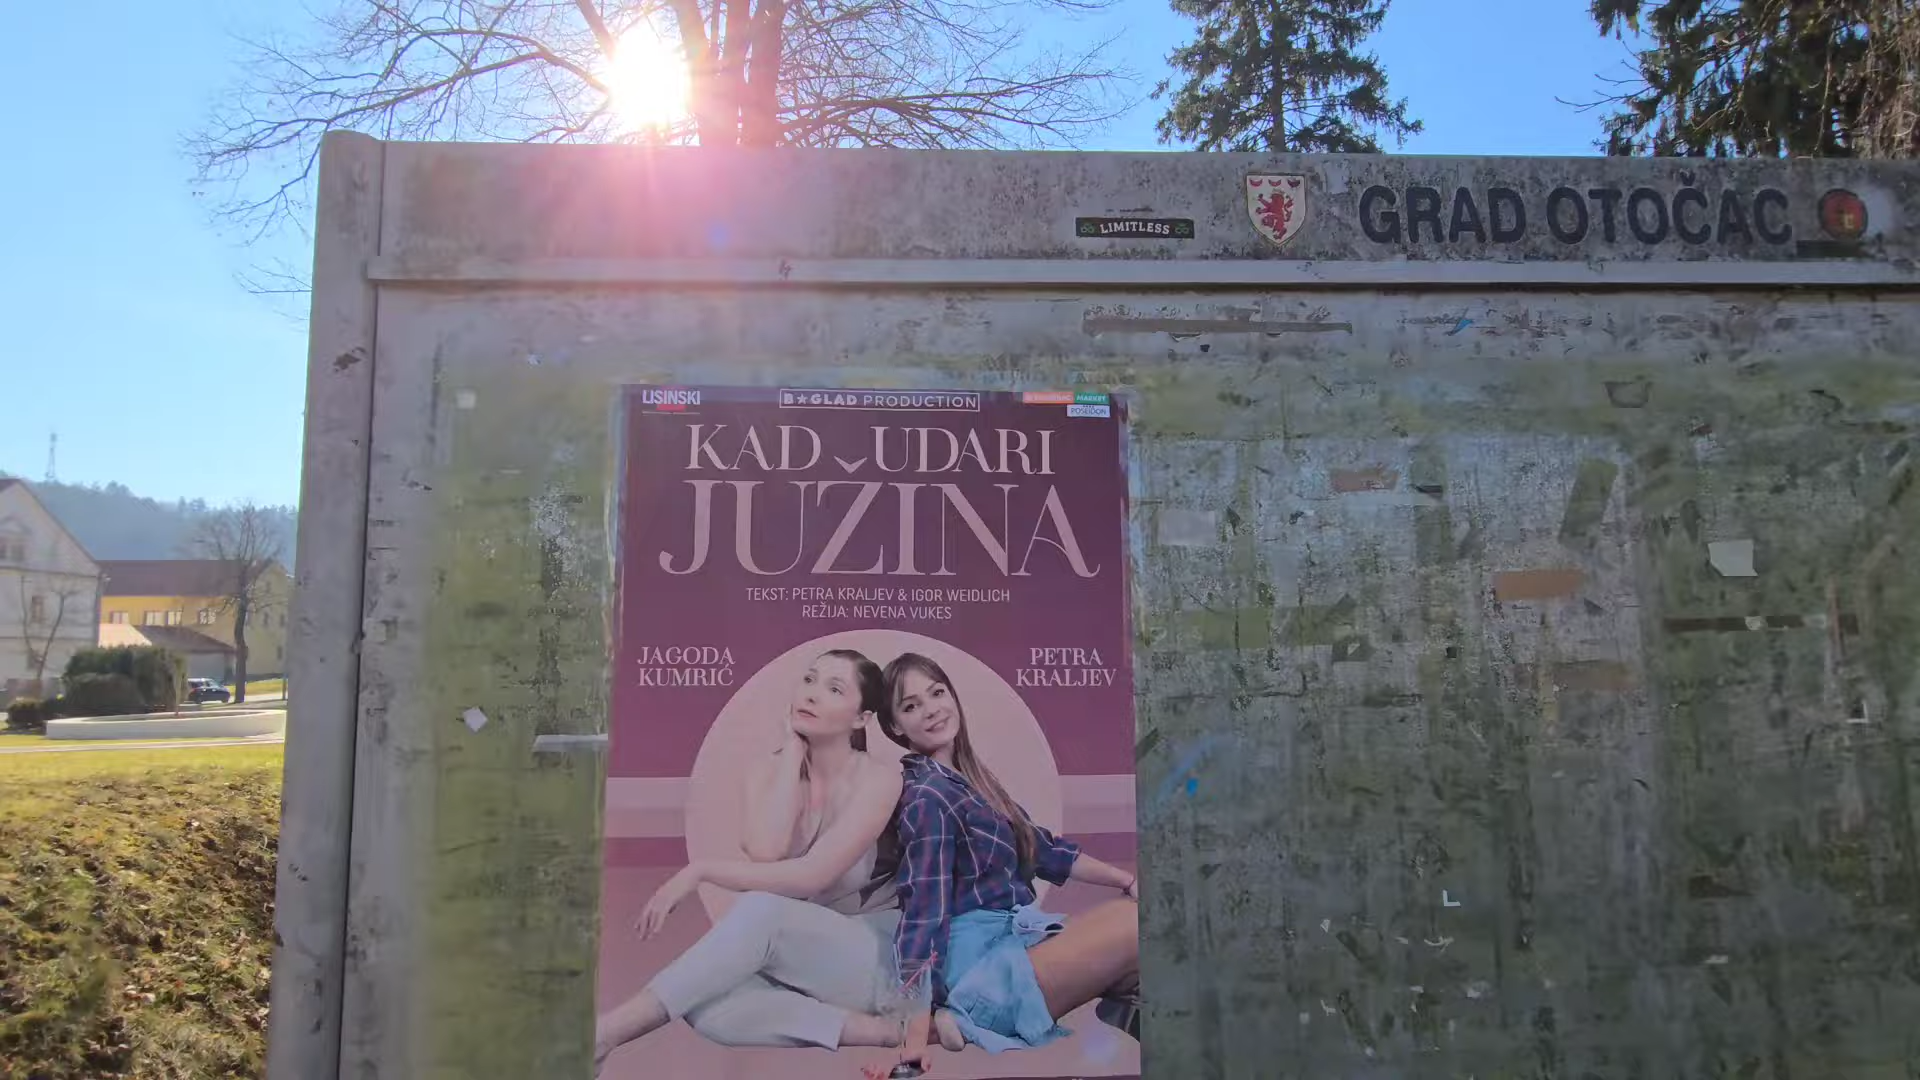 LIMITLESS
GRAD OTOČAC
LISINSKI
B★GLAD PRODUCTION
MARKET
POSEIDON
KAD UDARI
JUŽINA
TEKST: PETRA KRALJEV & IGOR WEIDLICH
REŽIJA: NEVENA VUKES
JAGODA
KUMRIĆ
PETRA
KRALJEV